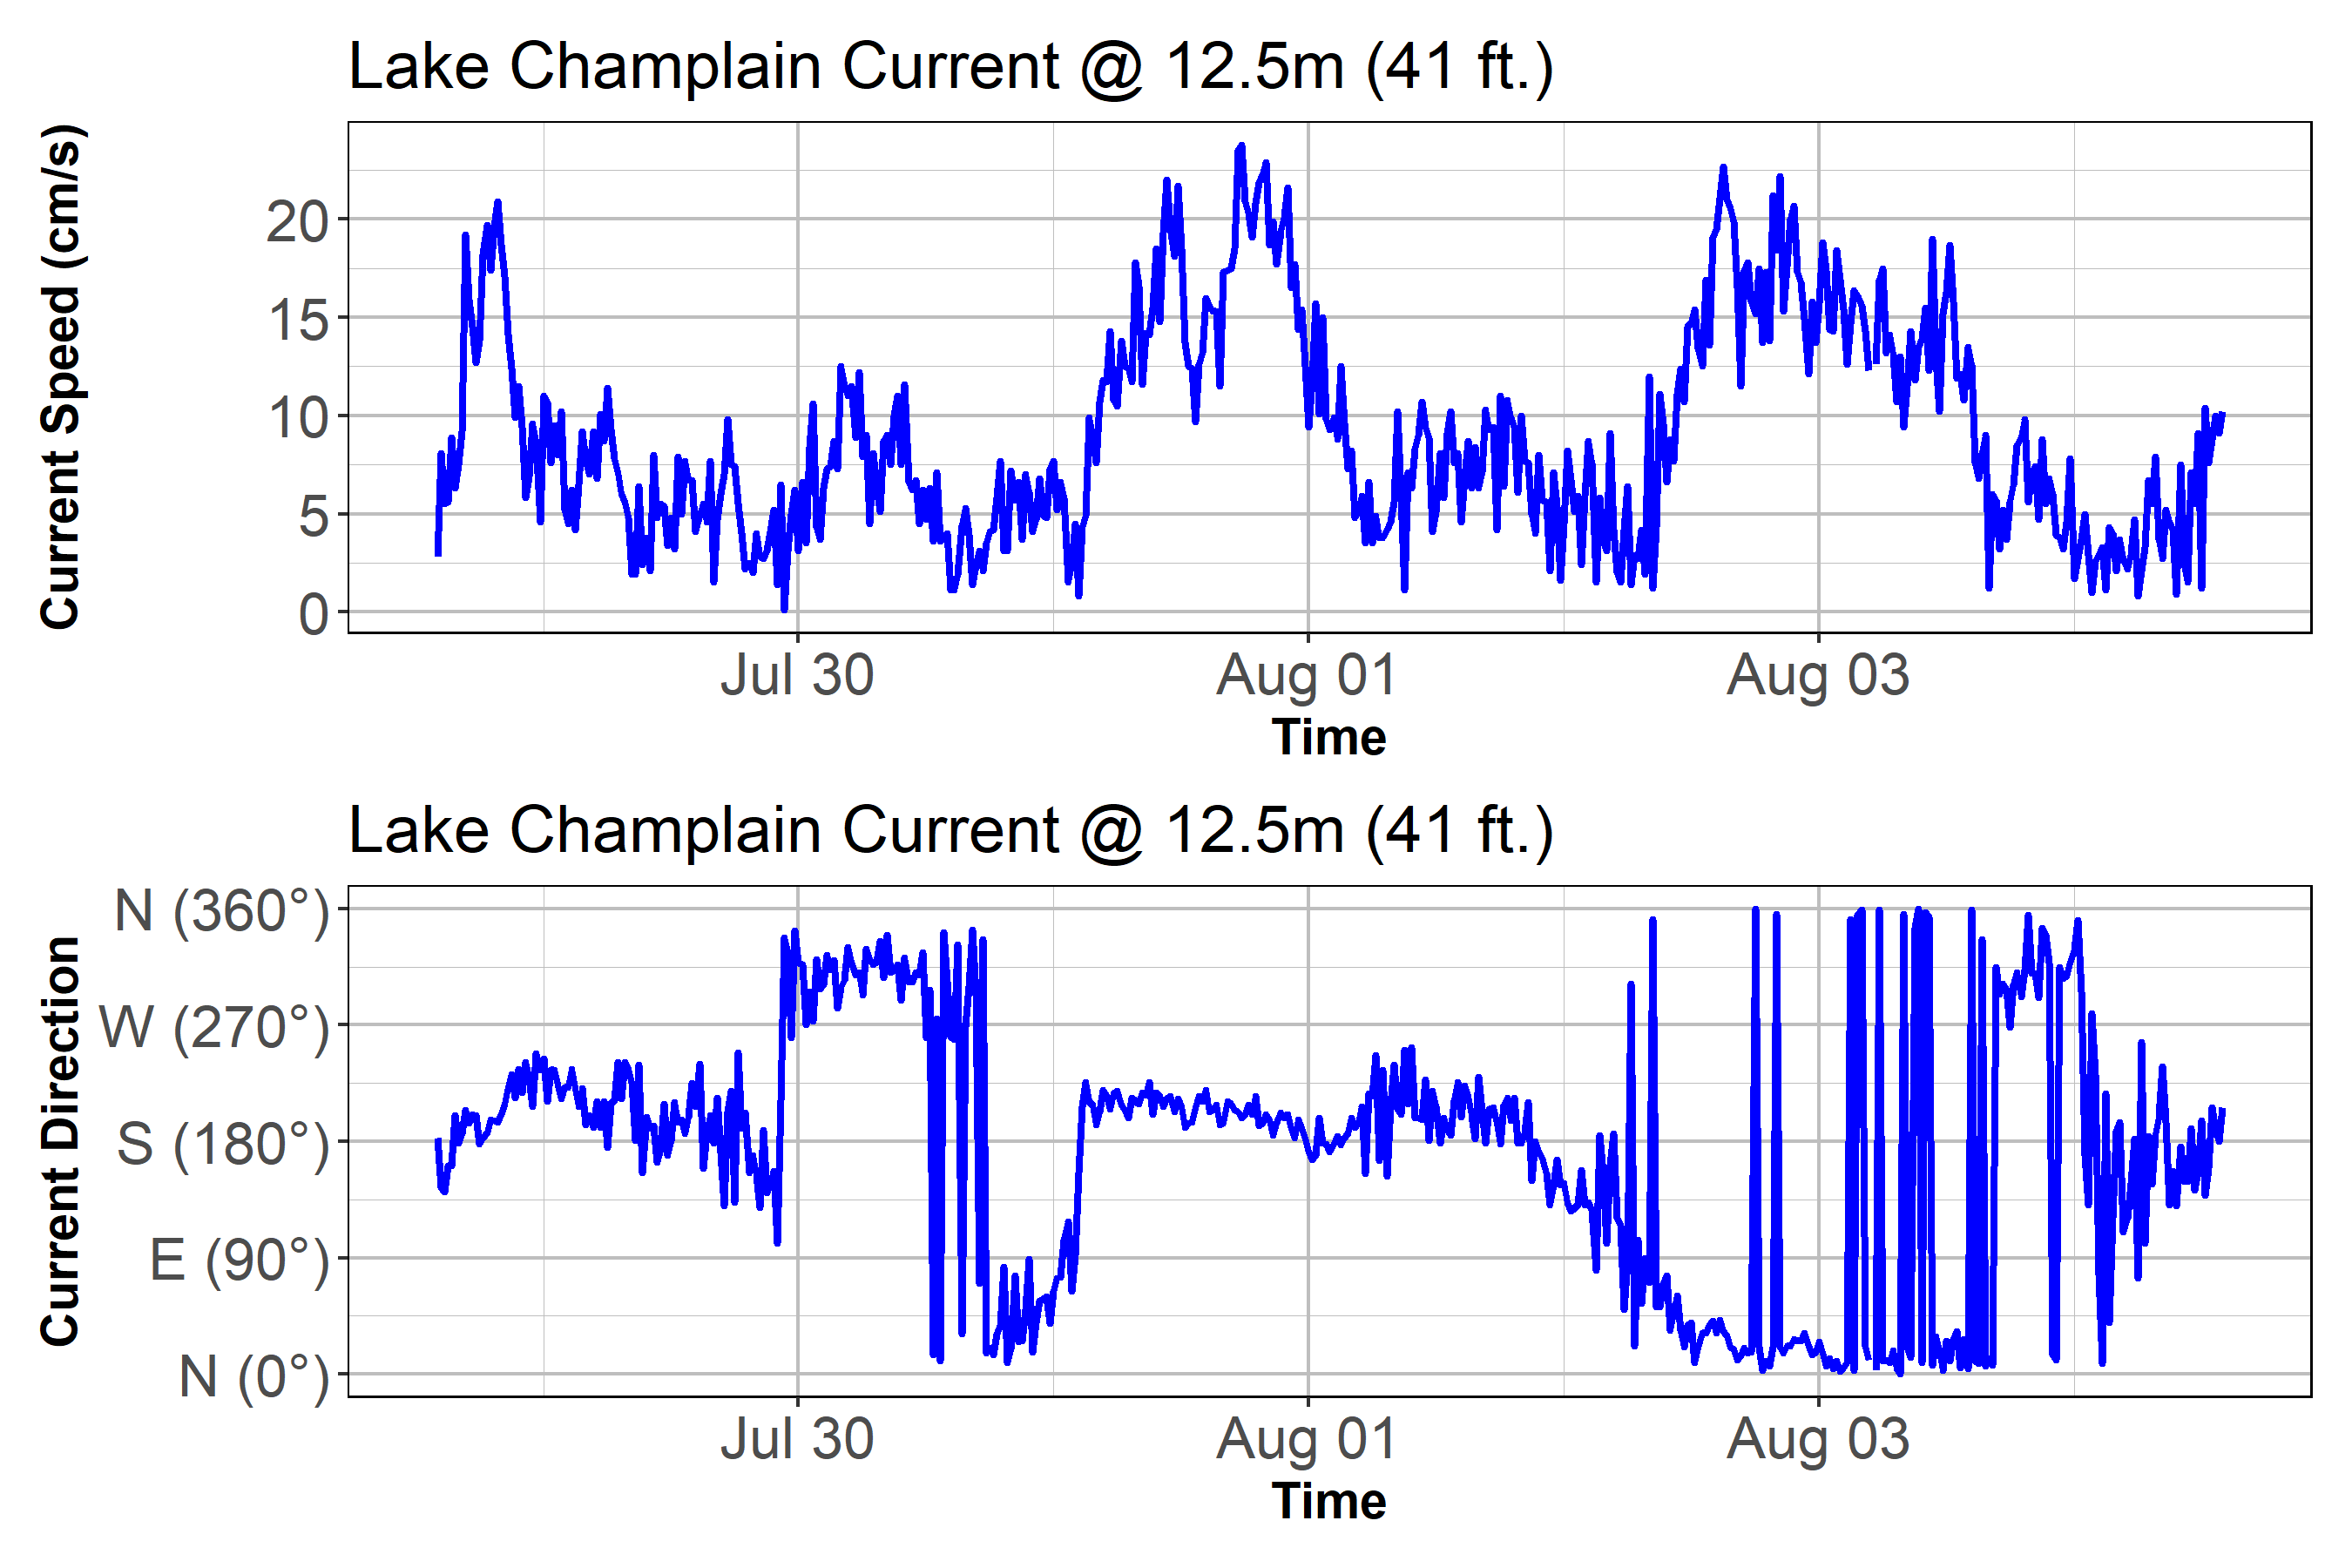 Lake Champlain Current @ 12.5m (41 ft.)
Current Speed (cm/s)
20
15
10
5
0
Jul 30 Aug 01 Aug 03
Time
Lake Champlain Current @ 12.5m (41 ft.)
Current Direction
N (360°)
W (270°)
S (180°)
E (90°)
N (0°)
Jul 30 Aug 01 Aug 03
Time